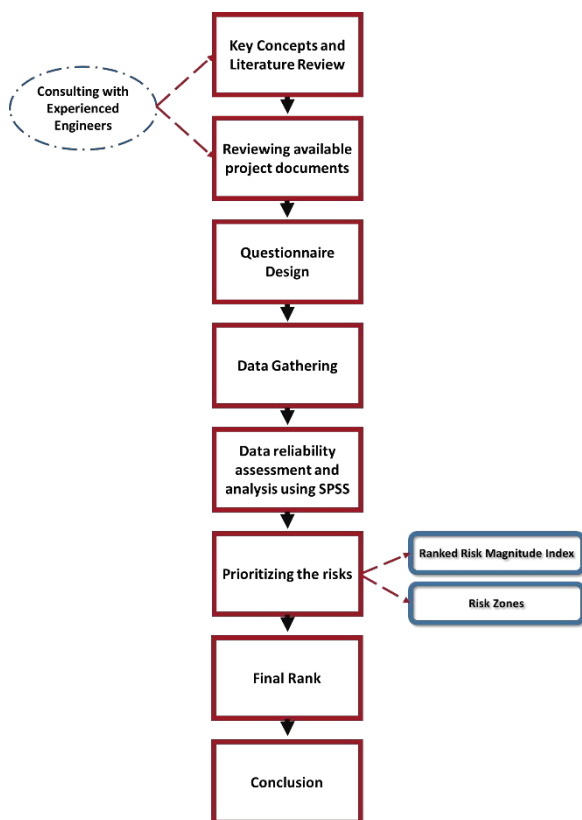 Key Concepts and
Literature Review
Consulting with
Experienced
Engineers
Reviewing available
project documents
Questionnaire
Design
Data Gathering
Data reliability
assessment and
analysis using SPSS
Prioritizing the risks
Ranked Risk Magnitude Index
Risk Zones
Final Rank
Conclusion